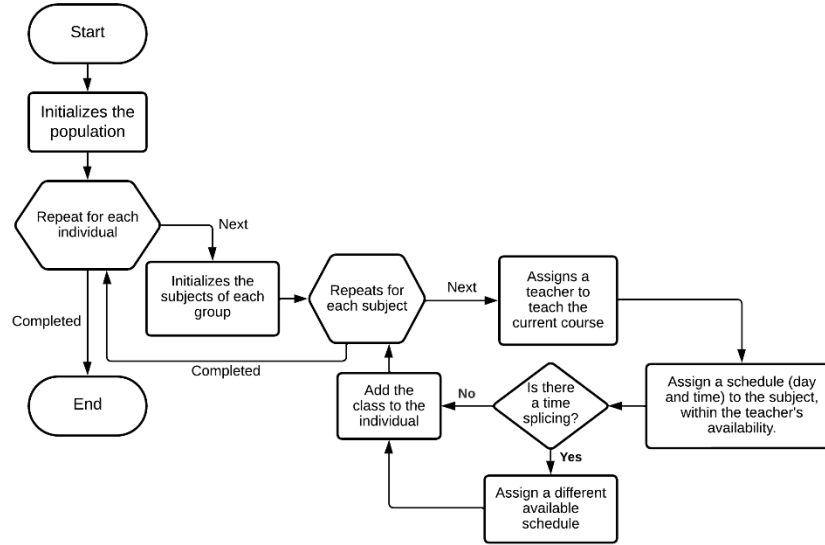 Start
Initializes the
population
Repeat for each
individual
Next
Initializes the
subjects of each
group
Repeats for
each subject
Next
Assigns a
teacher to
teach the
current course
Completed
Completed
End
Add the
class to the
individual
No
Is there
a time
splicing?
Assign a schedule (day
and time) to the subject,
within the teacher's
availability.
Yes
Assign a different
available
schedule